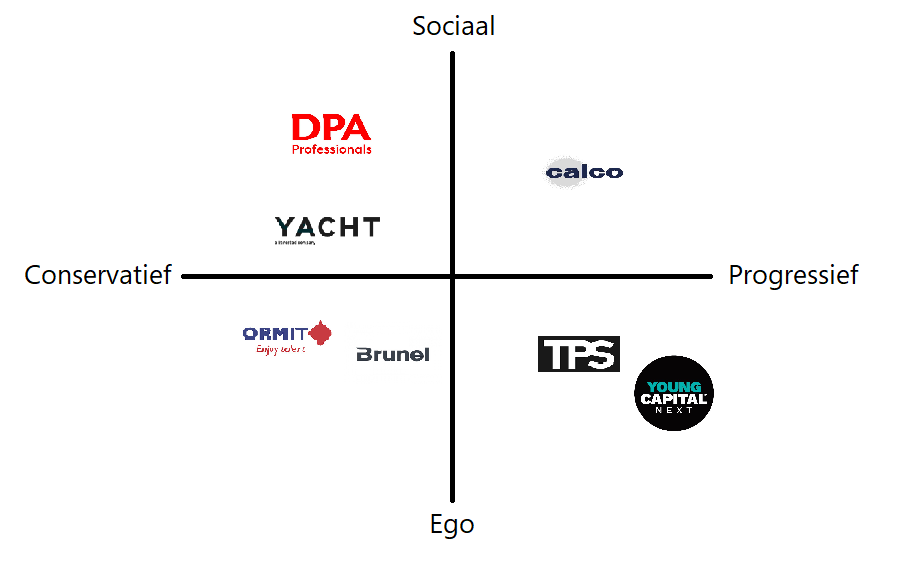 Sociaal
DPA
Professionals
calco
YACHT
Conservatief
Progressief
ORMIT
Enjoy talent
Brunel
TPS
YOUNG
CAPITAL
NEXT
Ego